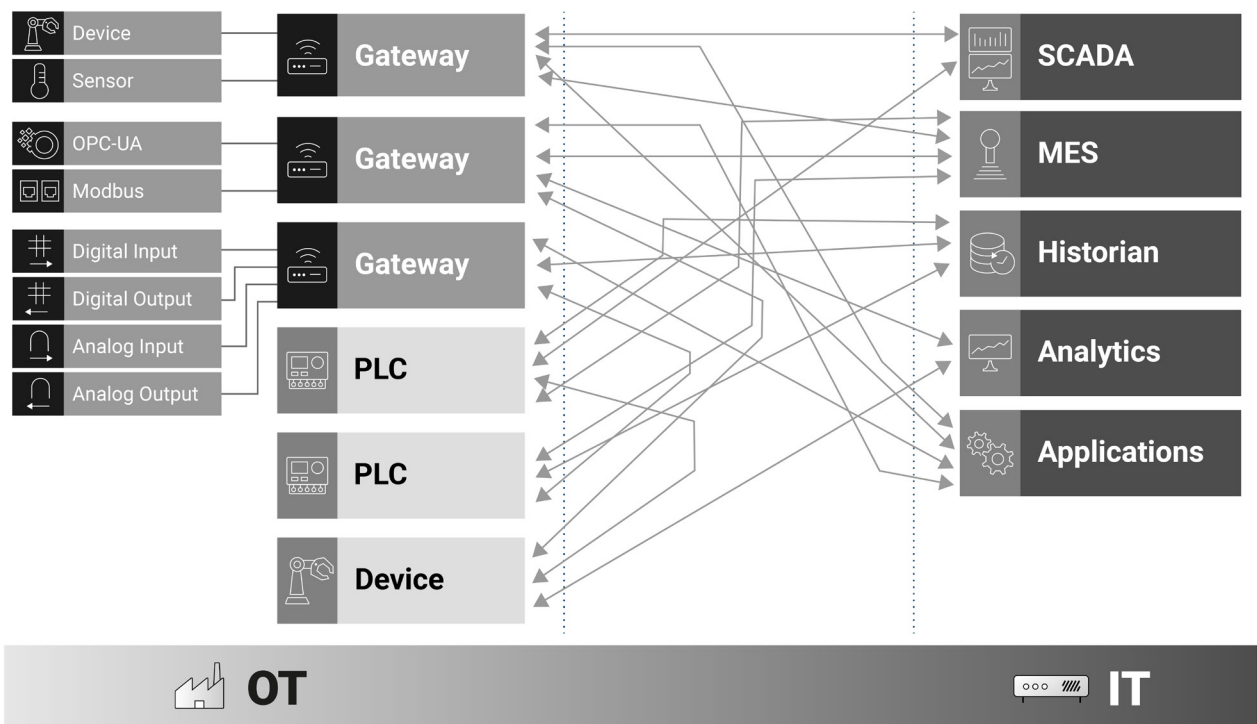 Device
Sensor
OPC-UA
Modbus
Digital Input
Digital Output
Analog Input
Analog Output
Gateway
Gateway
Gateway
PLC
PLC
Device
SCADA
MES
Historian
Analytics
Applications
OT
IT